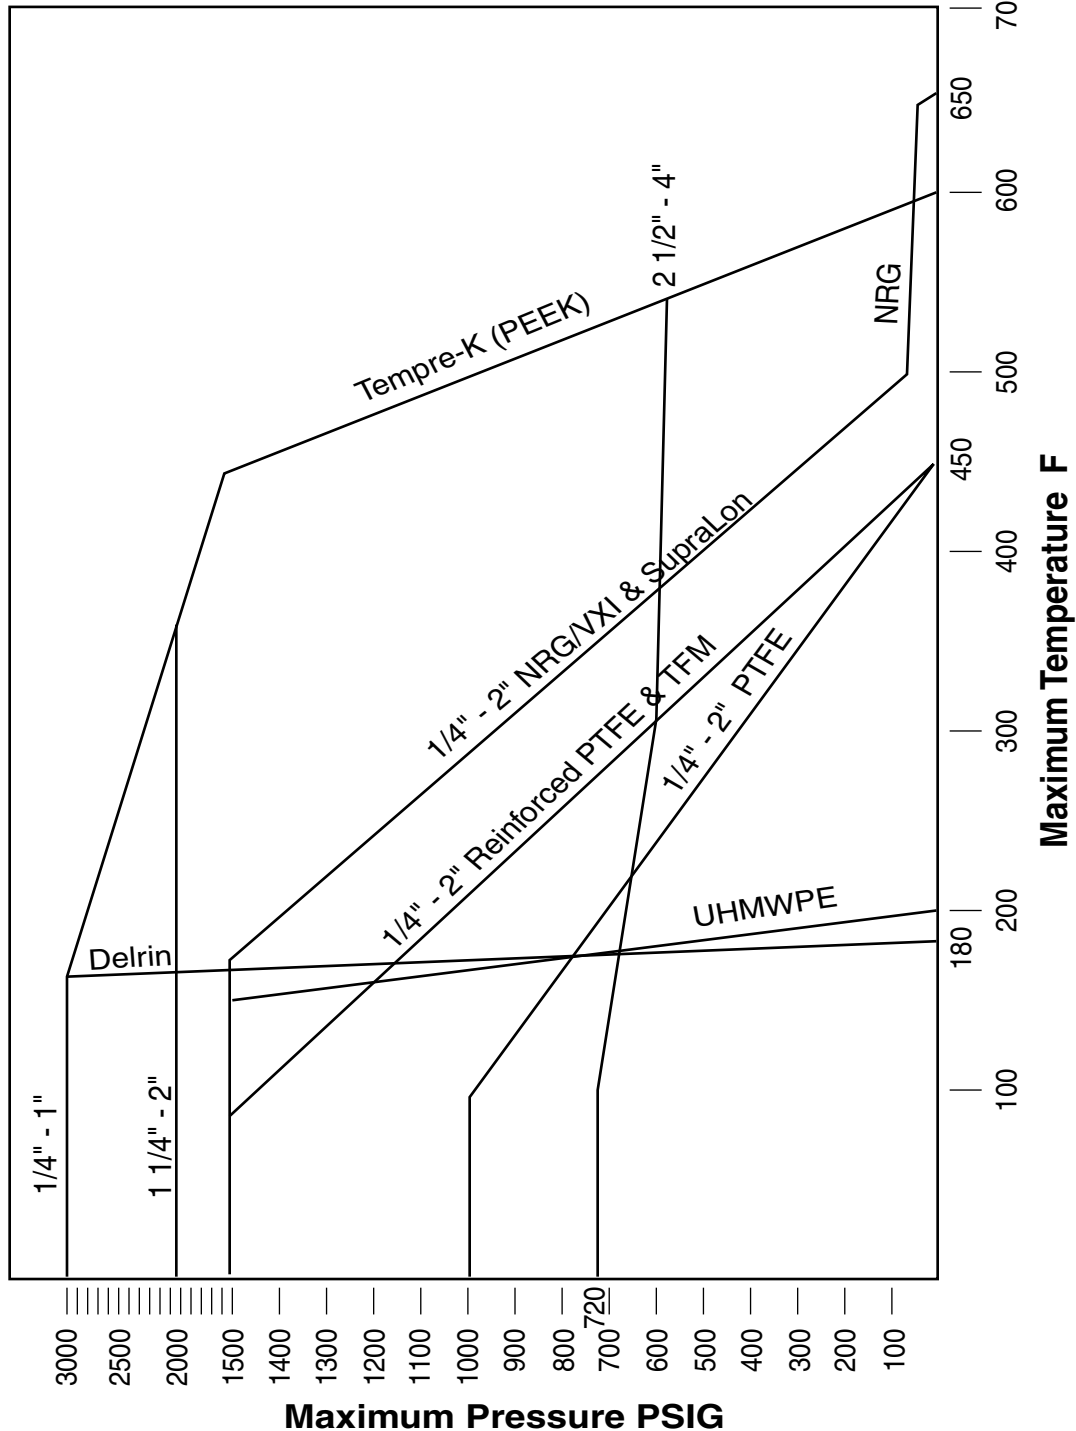 70
650
600
500
450
400
300
200
180
100
Maximum Temperature F
2 1/2" - 4"
NRG
Tempre-K (PEEK)
1/4" - 2" NRG/VXI & SupraLon
1/4" - 2" Reinforced PTFE & TFM
1/4" - 2" PTFE
UHMWPE
Delrin
1/4" - 1"
1 1/4" - 2"
3000
2500
2000
1500
1400
1300
1200
1100
1000
900
800
720
700
600
500
400
300
200
100
Maximum Pressure PSIG